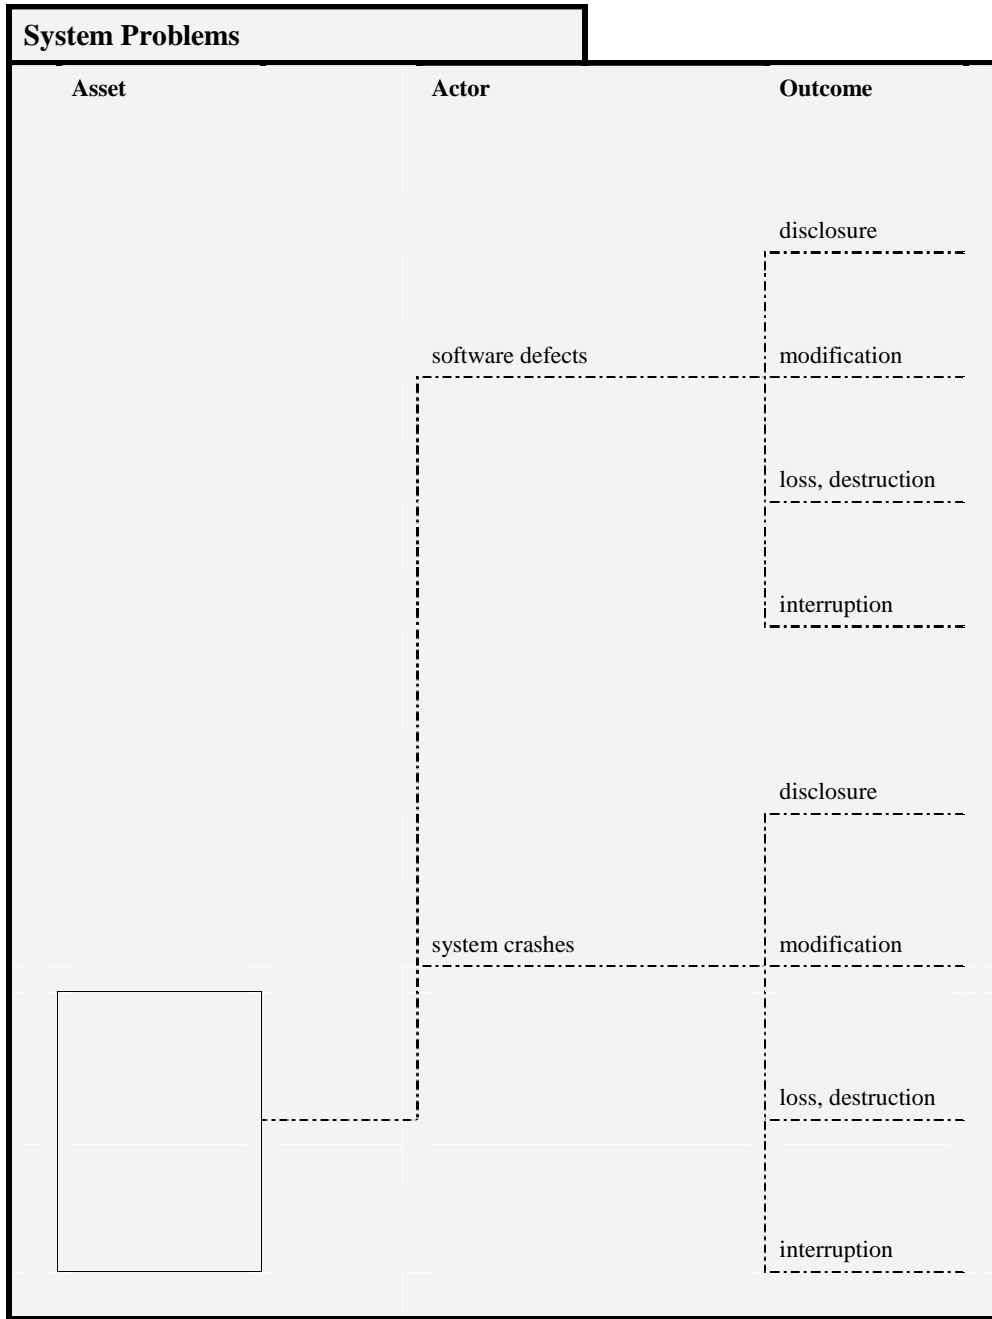 System Problems
Asset Actor Outcome
disclosure
software defects modification
loss, destruction
interruption
disclosure
system crashes modification
loss, destruction
interruption